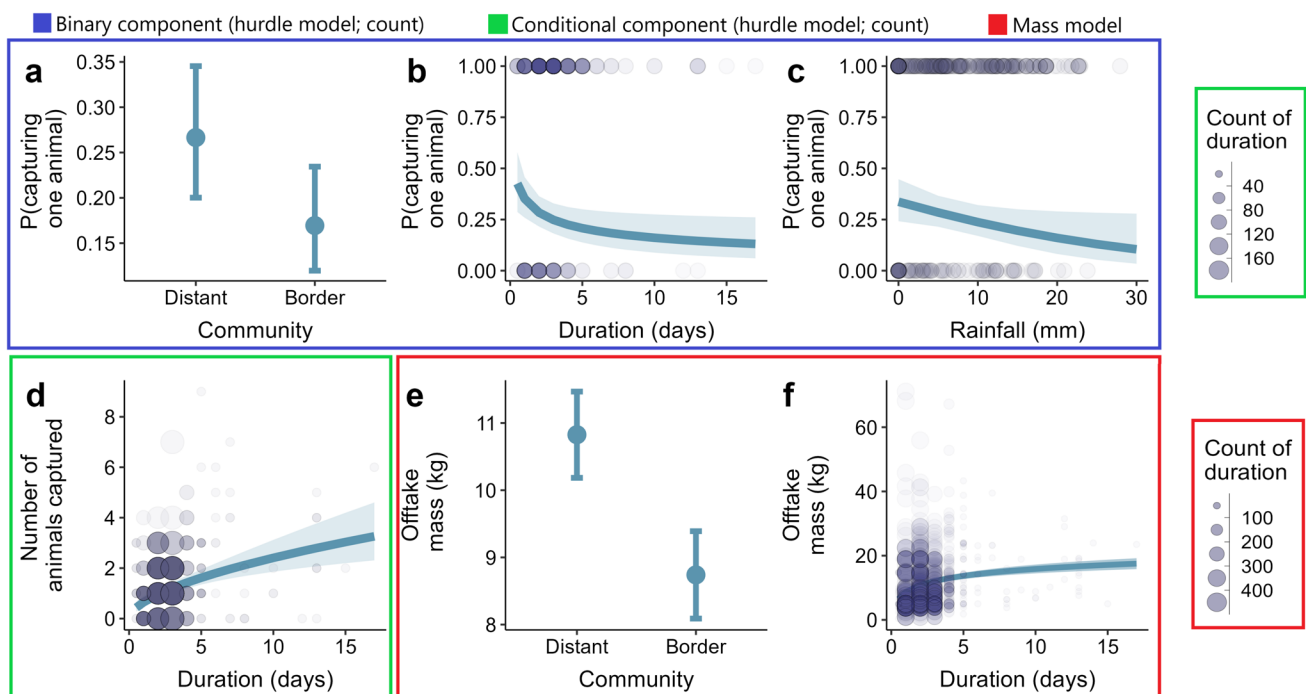 Binary component (hurdle model; count) Conditional component (hurdle model; count) Mass model
a
P(capturing
one animal)
0.35
0.30
0.25
0.20
0.15
Distant Border
Community
b
P(capturing
one animal)
1.00
0.75
0.50
0.25
0.00
0 5 10 15
Duration (days)
c
P(capturing
one animal)
1.00
0.75
0.50
0.25
0.00
0 10 20 30
Rainfall (mm)
Count of
duration
40
80
120
160
d
Number of
animals captured
8
6
4
2
0
0 5 10 15
Duration (days)
e
Offtake
mass (kg)
11
10
9
8
Distant Border
Community
f
Offtake
mass (kg)
60
40
20
0
0 5 10 15
Duration (days)
Count of
duration
100
200
300
400